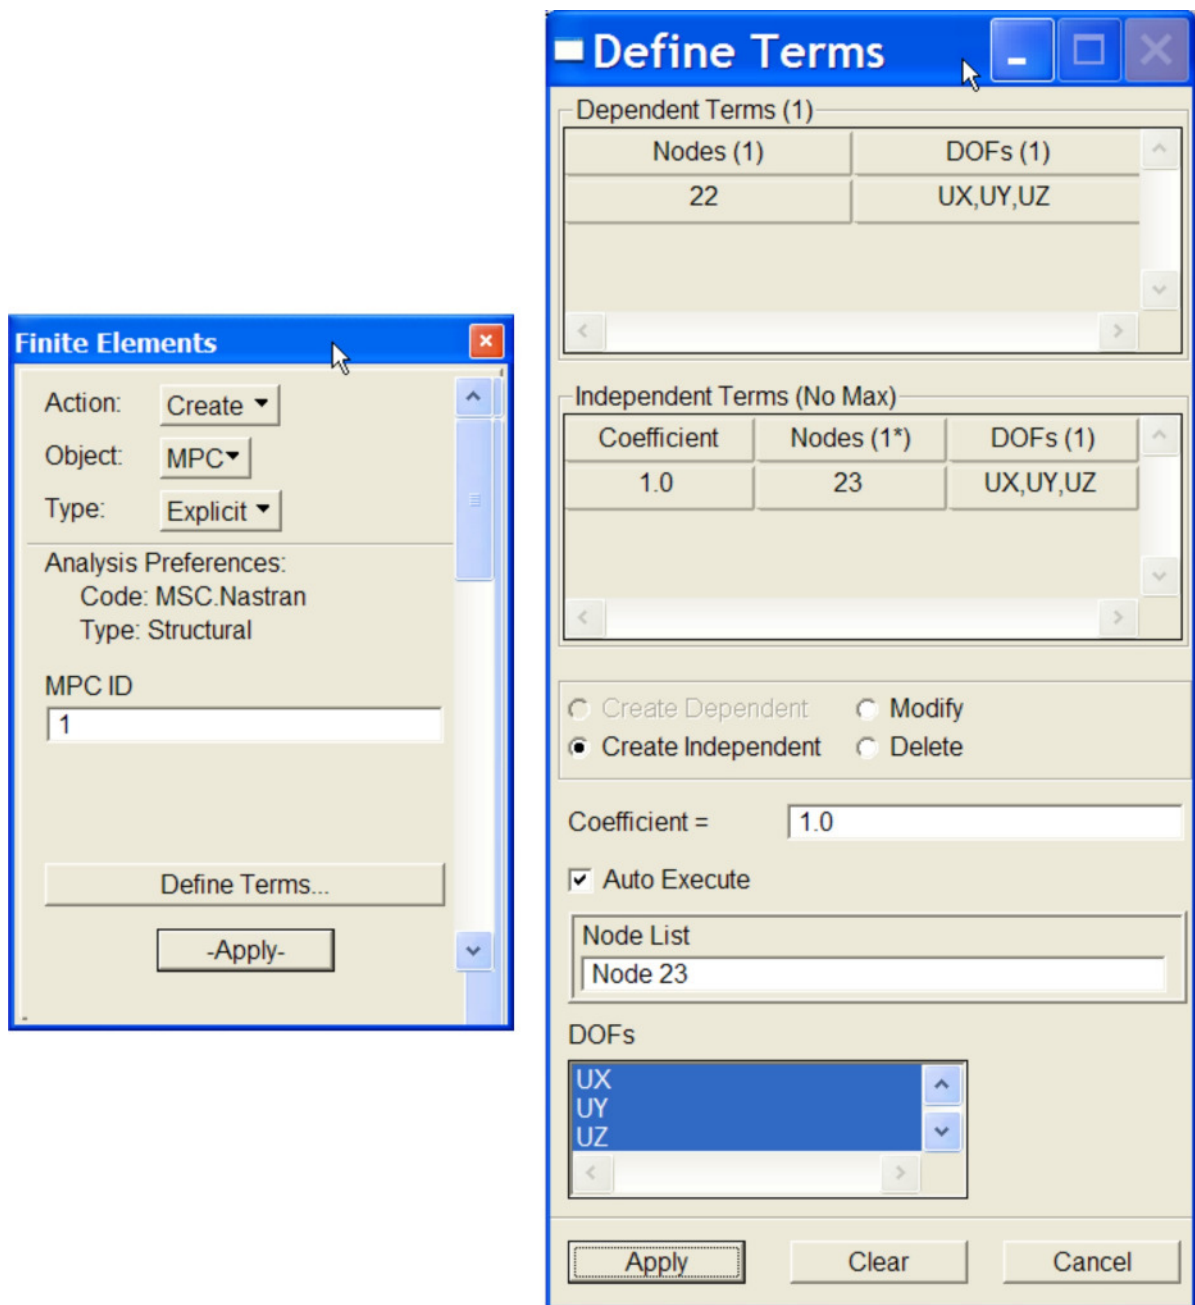 Finite Elements
Action: Create
Object: MPC
Type: Explicit
Analysis Preferences:
Code: MSC.Nastran
Type: Structural
MPC ID
1
Define Terms...
-Apply-
Define Terms
Dependent Terms (1)
Nodes (1) DOFs (1)
22 UX,UY,UZ
Independent Terms (No Max)
Coefficient Nodes (1*) DOFs (1)
1.0 23 UX,UY,UZ
Create Dependent Modify
Create Independent Delete
Coefficient = 1.0
Auto Execute
Node List
Node 23
DOFs
UX
UY
UZ
Apply Clear Cancel